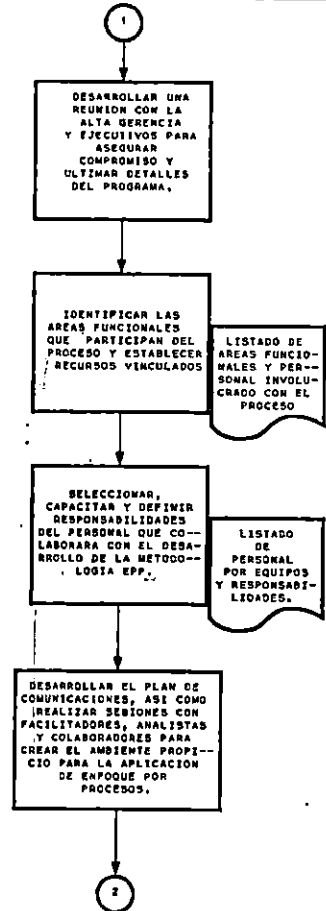 1
DESARROLLAR UNA
REUNION CON LA
ALTA GERENCIA
Y EJECUTIVOS PARA
ASEGURAR
COMPROMISO Y
ULTIMAR DETALLES
DEL PROGRAMA.
IDENTIFICAR LAS
AREAS FUNCIONALES
QUE PARTICIPAN DEL
PROCESO Y ESTABLECER
RECURSOS VINCULADOS
LISTADO DE
AREAS FUNCIO-
NALES Y PER--
SONAL INVOLU-
CRADO CON EL
PROCESO
SELECCIONAR,
CAPACITAR Y DEFINIR
RESPONSABILIDADES
DEL PERSONAL QUE CO--
LABORARA CON EL DESA--
RROLLO DE LA METODO--
LOGIA EPP.
LISTADO
DE
PERSONAL
POR EQUIPOS
Y RESPONSABI-
LIDADES.
DESARROLLAR EL PLAN DE
COMUNICACIONES, ASI COMO
REALIZAR SESIONES CON
FACILITADORES, ANALISTAS
Y COLABORADORES PARA
CREAR EL AMBIENTE PROPI--
CIO PARA LA APLICACION
DE ENFOQUE POR
PROCESOS.
2